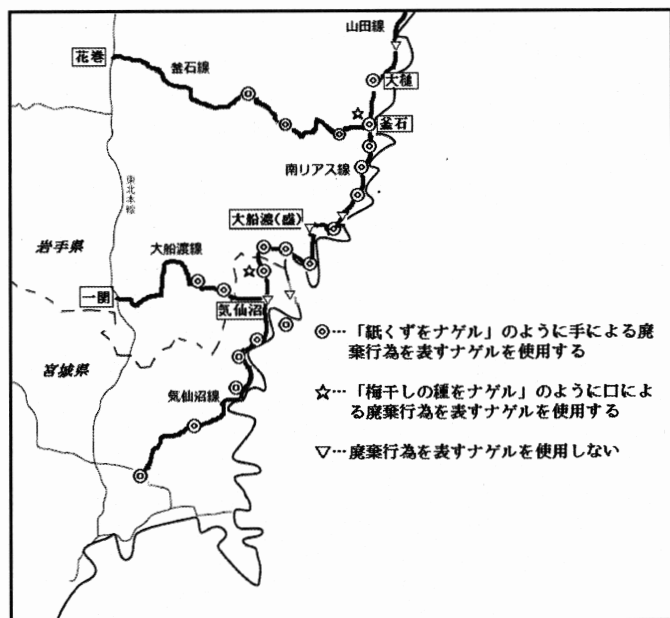 山田線
花巻
釜石線
大槌
釜石
南リアス線
東北本線
大船渡(盛)
岩手県
大船渡線
一関
気仙沼
宮城県
気仙沼線
◎…「紙くずをナゲル」のように手による廃
棄行為を表すナゲルを使用する
☆…「梅干しの種をナゲル」のように口によ
る廃棄行為を表すナゲルを使用する
▽…廃棄行為を表すナゲルを使用しない